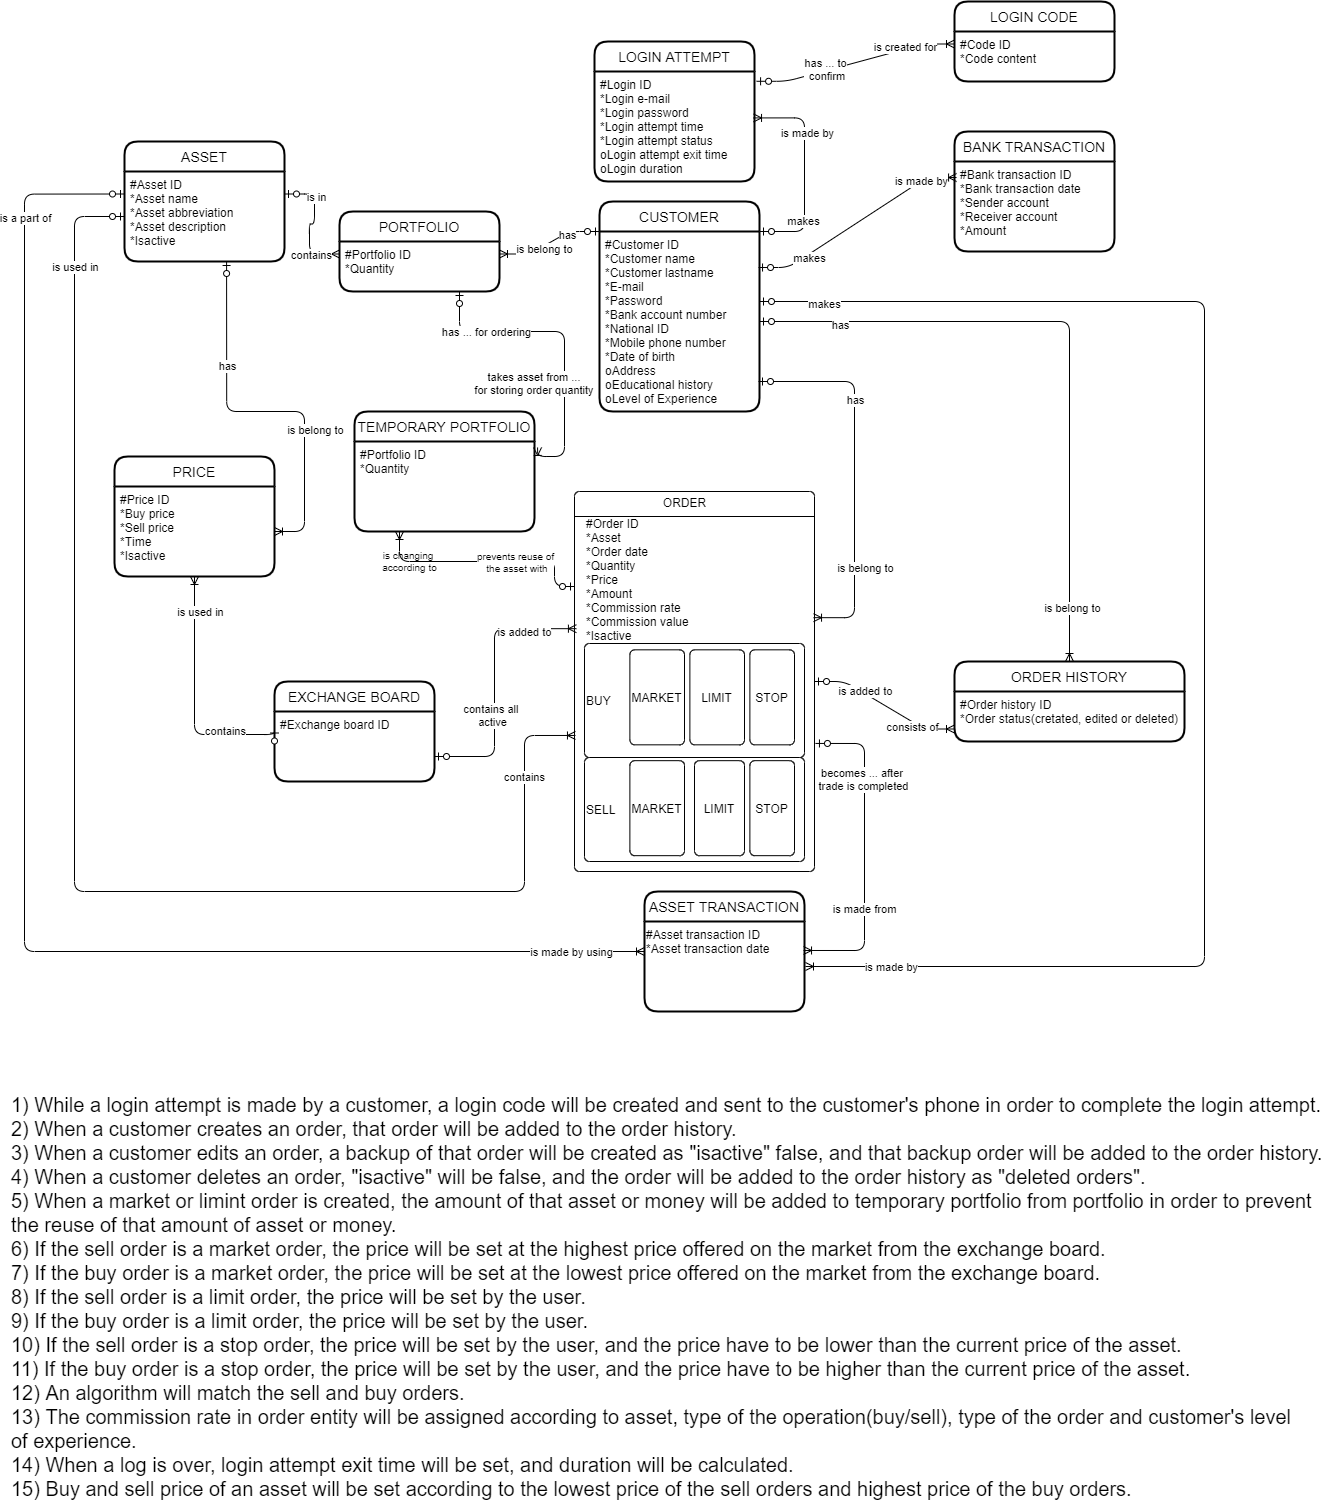 LOGIN CODE
#Code ID
*Code content
is created for
has ... to
confirm
LOGIN ATTEMPT
#Login ID
*Login e-mail
*Login password
*Login attempt time
*Login attempt status
oLogin attempt exit time
oLogin duration
is made by
makes
BANK TRANSACTION
#Bank transaction ID
*Bank transaction date
*Sender account
*Receiver account
*Amount
is made by
makes
ASSET
#Asset ID
*Asset name
*Asset abbreviation
*Asset description
*Isactive
is a part of
is used in
is in
contains
PORTFOLIO
#Portfolio ID
*Quantity
has
is belong to
CUSTOMER
#Customer ID
*Customer name
*Customer lastname
*E-mail
*Password
*Bank account number
*National ID
*Mobile phone number
*Date of birth
oAddress
oEducational history
oLevel of Experience
makes
has
has
has ... for ordering
takes asset from ...
for storing order quantity
has
is belong to
TEMPORARY PORTFOLIO
#Portfolio ID
*Quantity
PRICE
#Price ID
*Buy price
*Sell price
*Time
*Isactive
is changing
according to
prevents reuse of
the asset with
ORDER
#Order ID
*Asset
*Order date
*Quantity
*Price
*Amount
*Commission rate
*Commission value
*Isactive
BUY
MARKET
LIMIT
STOP
SELL
MARKET
LIMIT
STOP
is belong to
is belong to
is used in
is added to
contains all
active
contains
EXCHANGE BOARD
#Exchange board ID
contains
ORDER HISTORY
#Order history ID
*Order status(cretated, edited or deleted)
is added to
consists of
becomes ... after
trade is completed
is made from
ASSET TRANSACTION
#Asset transaction ID
*Asset transaction date
is made by using
is made by
1) While a login attempt is made by a customer, a login code will be created and sent to the customer's phone in order to complete the login attempt.
2) When a customer creates an order, that order will be added to the order history.
3) When a customer edits an order, a backup of that order will be created as "isactive" false, and that backup order will be added to the order history.
4) When a customer deletes an order, "isactive" will be false, and the order will be added to the order history as "deleted orders".
5) When a market or limint order is created, the amount of that asset or money will be added to temporary portfolio from portfolio in order to prevent
the reuse of that amount of asset or money.
6) If the sell order is a market order, the price will be set at the highest price offered on the market from the exchange board.
7) If the buy order is a market order, the price will be set at the lowest price offered on the market from the exchange board.
8) If the sell order is a limit order, the price will be set by the user.
9) If the buy order is a limit order, the price will be set by the user.
10) If the sell order is a stop order, the price will be set by the user, and the price have to be lower than the current price of the asset.
11) If the buy order is a stop order, the price will be set by the user, and the price have to be higher than the current price of the asset.
12) An algorithm will match the sell and buy orders.
13) The commission rate in order entity will be assigned according to asset, type of the operation(buy/sell), type of the order and customer's level
of experience.
14) When a log is over, login attempt exit time will be set, and duration will be calculated.
15) Buy and sell price of an asset will be set according to the lowest price of the sell orders and highest price of the buy orders.